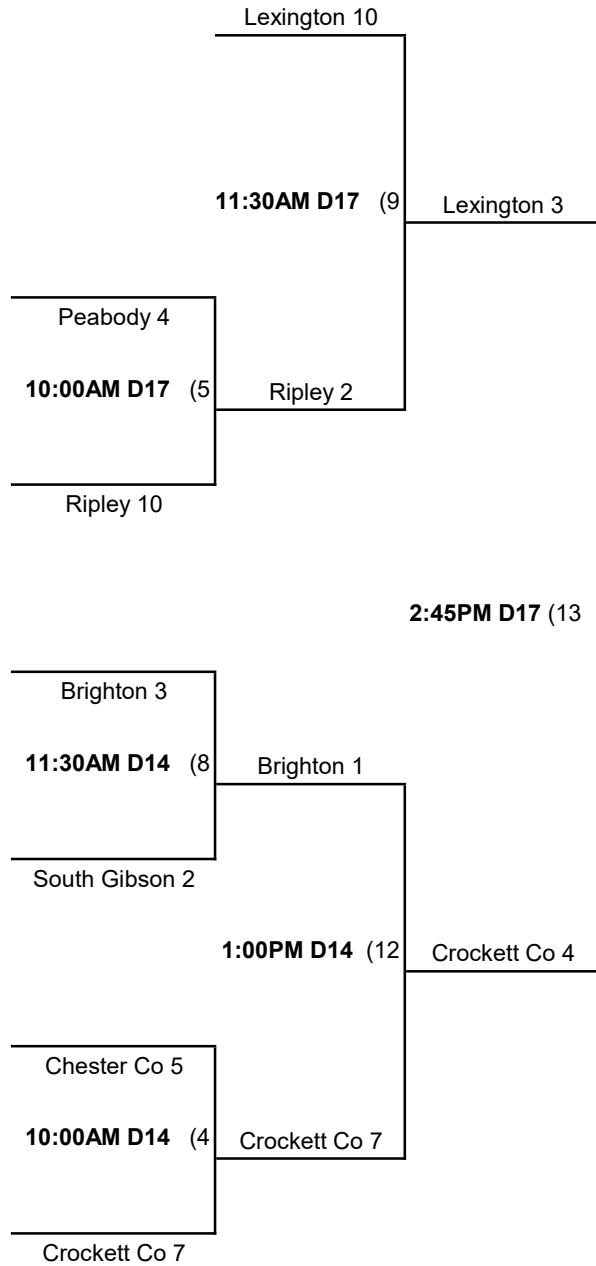 Lexington 10
11:30AM D17 (9
Lexington 3
Peabody 4
10:00AM D17 (5
Ripley 2
Ripley 10
2:45PM D17 (13
Brighton 3
11:30AM D14 (8
Brighton 1
South Gibson 2
1:00PM D14 (12
Crockett Co 4
Chester Co 5
10:00AM D14 (4
Crockett Co 7
Crockett Co 7